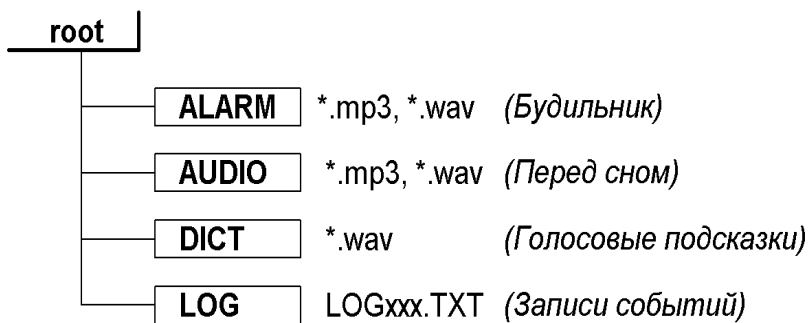 root
ALARM *.mp3, *.wav (Будильник)
AUDIO *.mp3, *.wav (Перед сном)
DICT *.wav (Голосовые подсказки)
LOG LOGxxx.TXT (Записи событий)